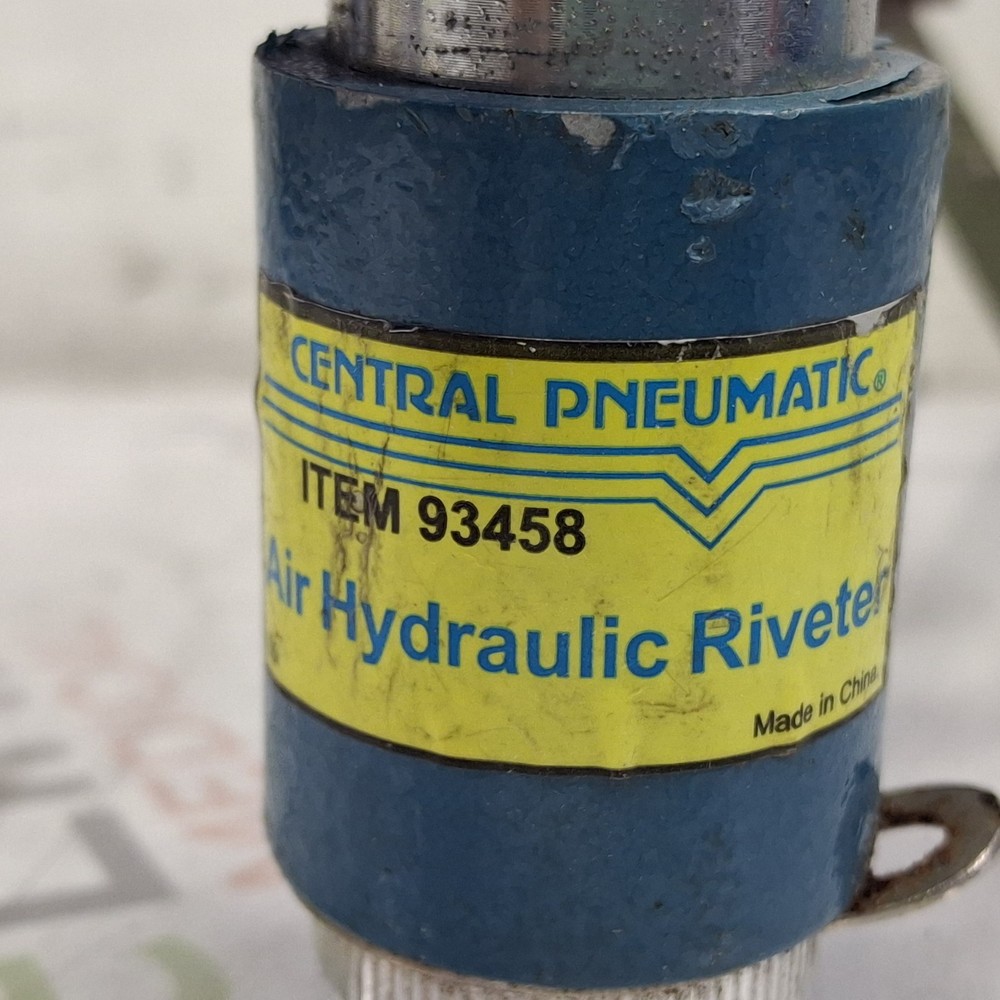 CENTRAL PNEUMATIC®
ITEM 93458
Air Hydraulic Riveter
Made in China.